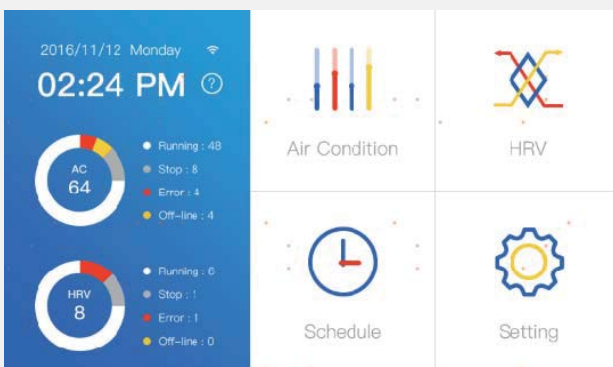 2016/11/12 Monday
02:24 PM ?
AC
64
Running : 48
Stop : 8
Error : 4
Off-line : 4
HRV
8
Running : 6
Stop : 1
Error : 1
Off-line : 0
Air Condition
HRV
Schedule
Setting